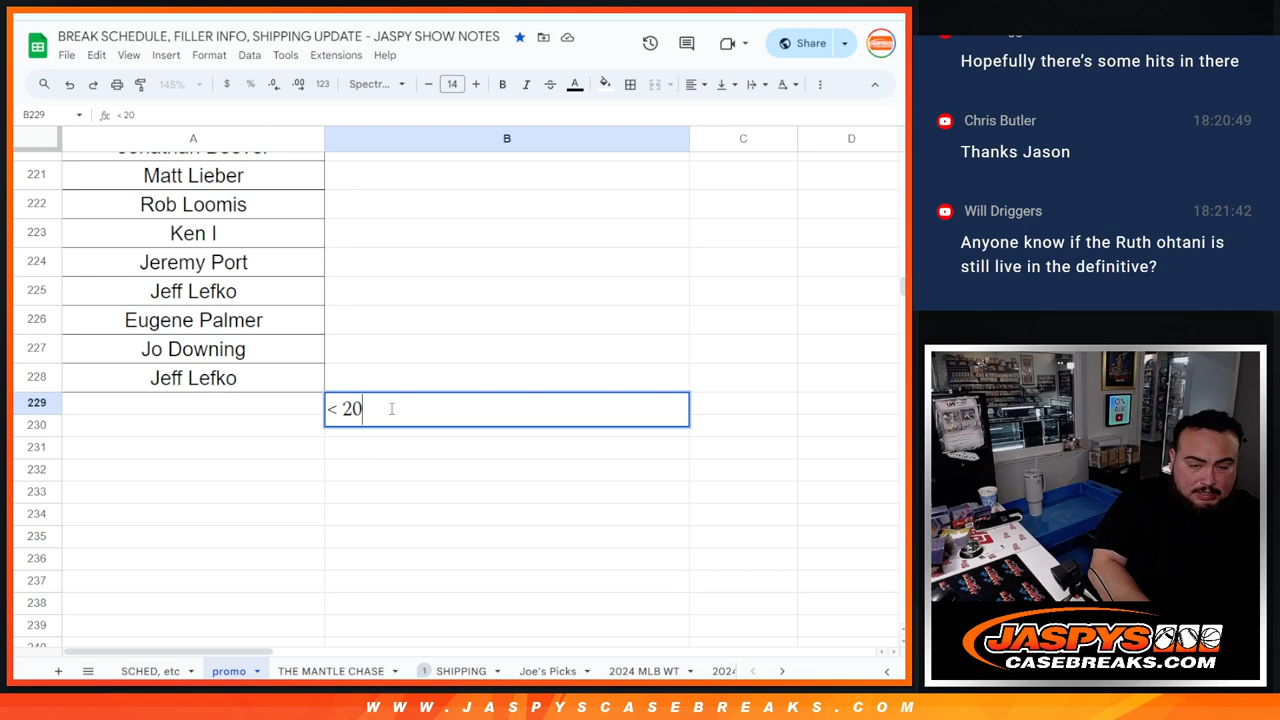 BREAK SCHEDULE, FILLER INFO, SHIPPING UPDATE - JASPY SHOW NOTES
Share
File Edit View Insert Format Data Tools Extensions Help
145% $ % .0 .00 123 Spectr... 14 B I A
B229 fx < 20
A B C D
221 Matt Lieber
222 Rob Loomis
223 Ken I
224 Jeremy Port
225 Jeff Lefko
226 Eugene Palmer
227 Jo Downing
228 Jeff Lefko
229 < 20
230
231
232
233
234
235
236
237
238
239
SCHED, etc promo THE MANTLE CHASE 1 SHIPPING Joe's Picks 2024 MLB WT 2024
Hopefully there's some hits in there
Chris Butler 18:20:49
Thanks Jason
Will Driggers 18:21:42
Anyone know if the Ruth ohtani is
still live in the definitive?
ON
AIR
JASPYS
CASEBREAKS.COM
WWW.JASPYSCASEBREAKS.COM